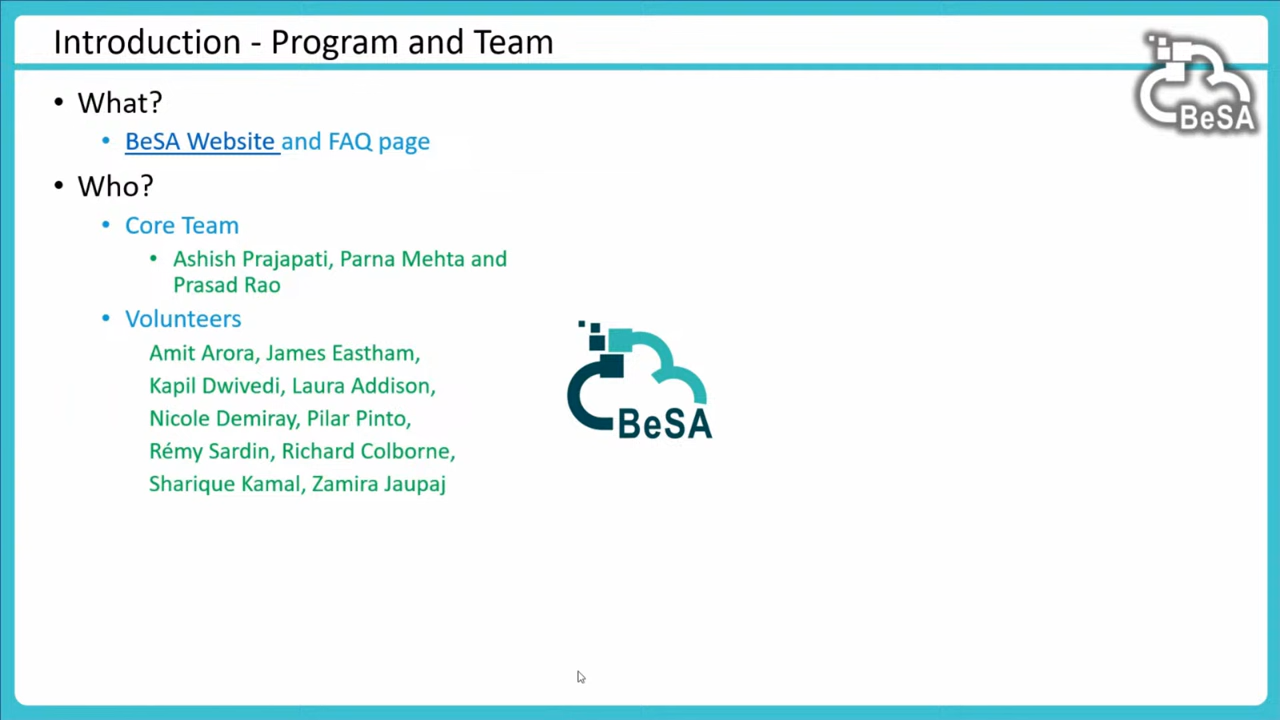 Introduction - Program and Team
BeSA
• What?
• BeSA Website and FAQ page
• Who?
• Core Team
• Ashish Prajapati, Parna Mehta and
Prasad Rao
• Volunteers
Amit Arora, James Eastham,
Kapil Dwivedi, Laura Addison,
Nicole Demiray, Pilar Pinto,
Rémy Sardin, Richard Colborne,
Sharique Kamal, Zamira Jaupaj
BeSA